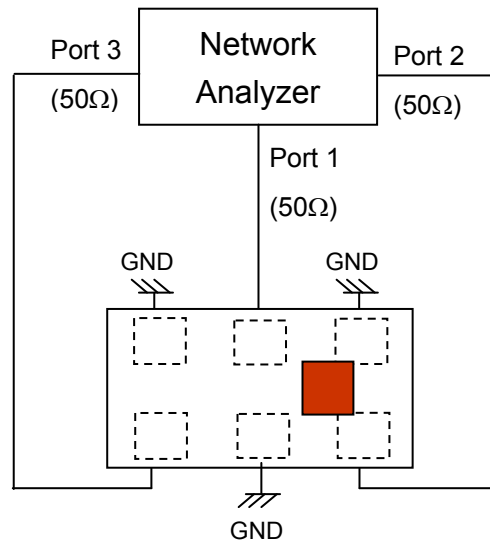 Port 3
(50Ω)
Network
Analyzer
Port 2
(50Ω)
Port 1
(50Ω)
GND
GND
GND